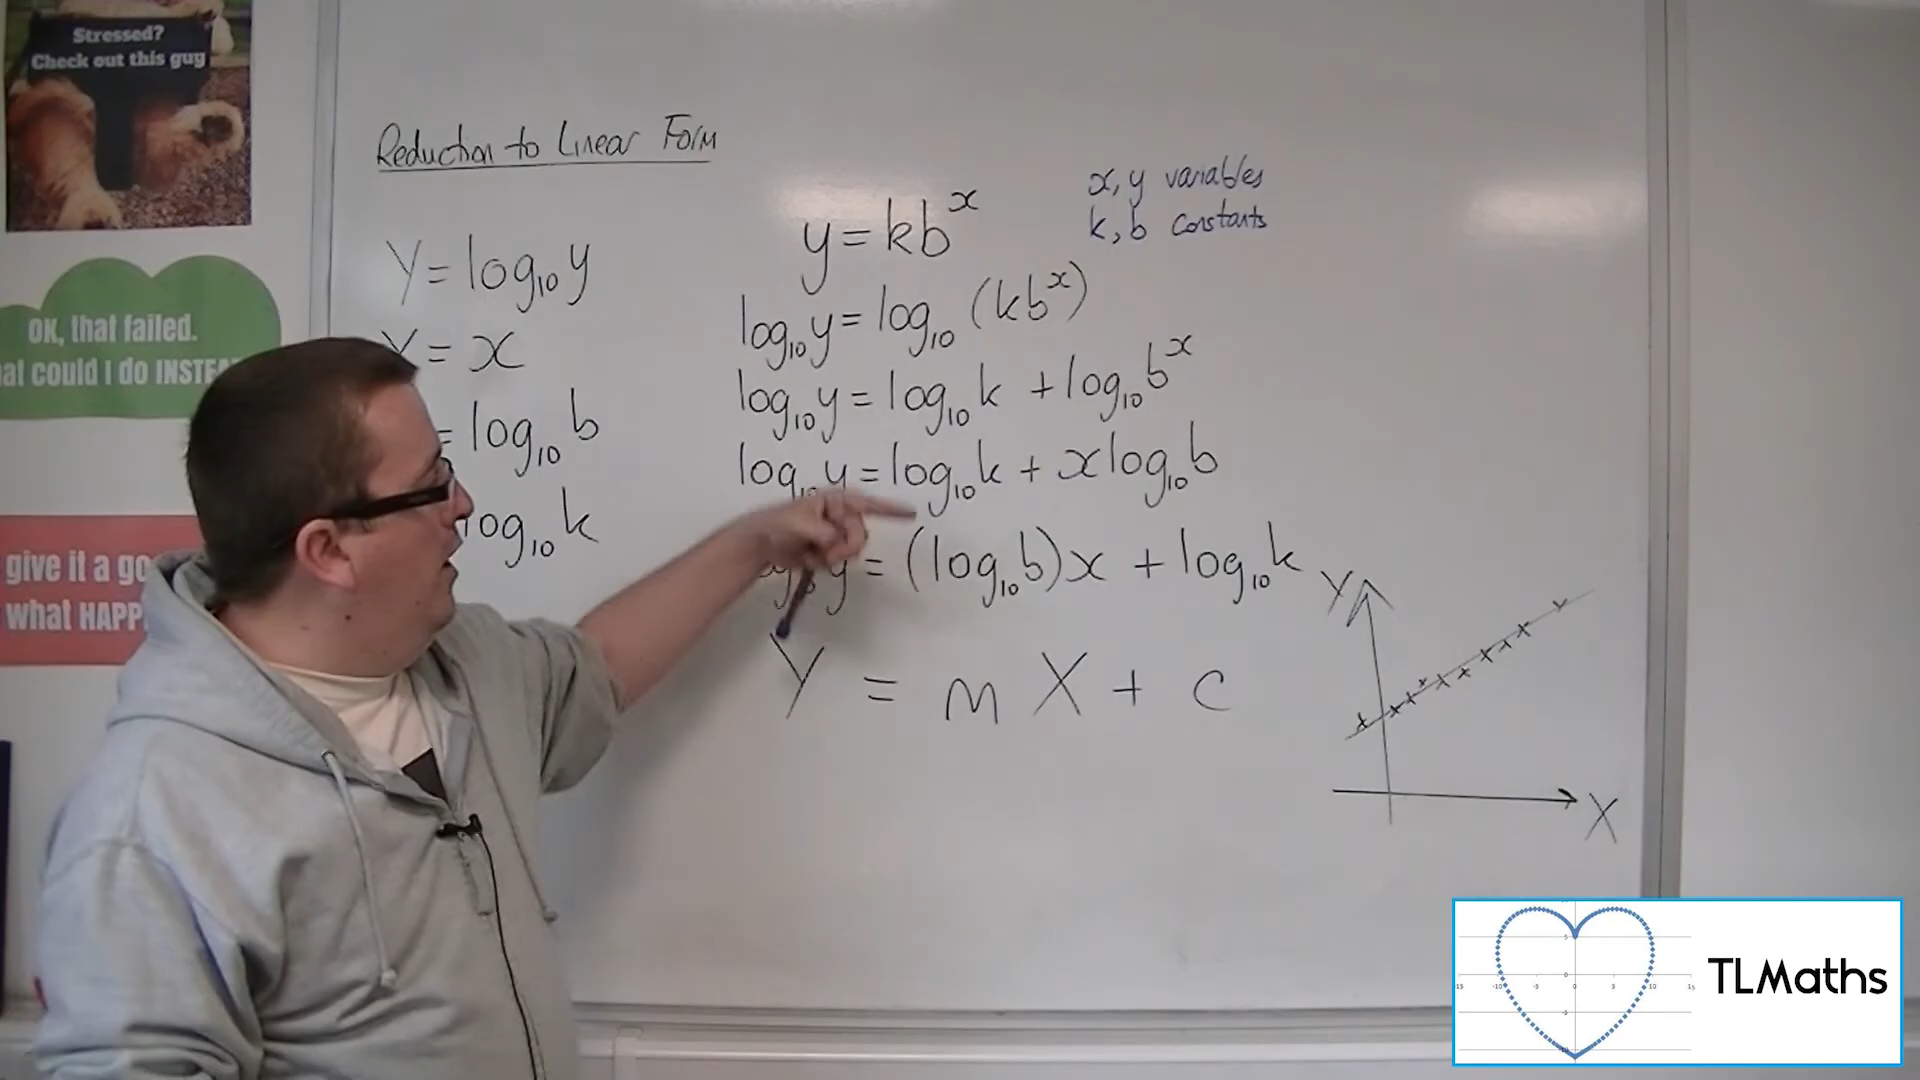 Stressed?
Check out this guy
OK, that failed.
at could I do INSTE
give it a go
what HAPP
Reduction to Linear Form
Y = log₁₀ y
X = x
= log₁₀ b
log₁₀ k
y = kbˣ
log₁₀ y = log₁₀ (kbˣ)
log₁₀ y = log₁₀ k + log₁₀ bˣ
log₁₀ y = log₁₀ k + x log₁₀ b
log₁₀ y = (log₁₀ b) x + log₁₀ k
Y = m X + c
x, y variables
k, b constants
Y
X
TLMaths